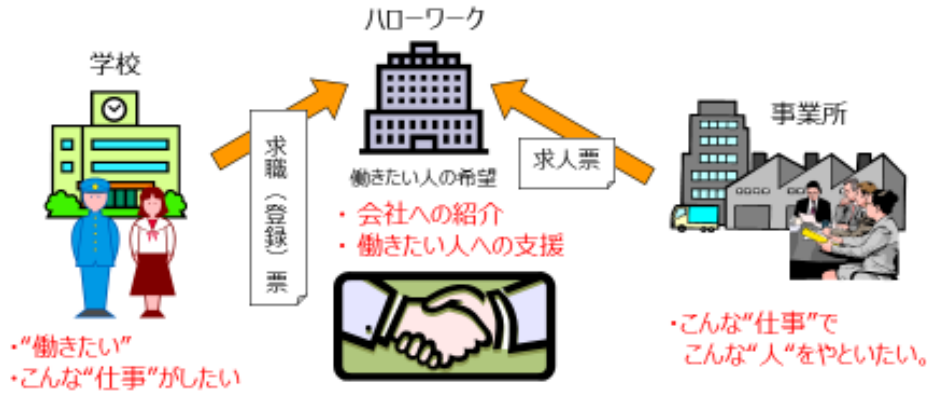 ハローワーク
学校
求職（登録）票
働きたい人の希望
・会社への紹介
・働きたい人への支援
求人票
事業所
・“働きたい”
・こんな“仕事”がしたい
・こんな“仕事”で
こんな“人“をやといたい。